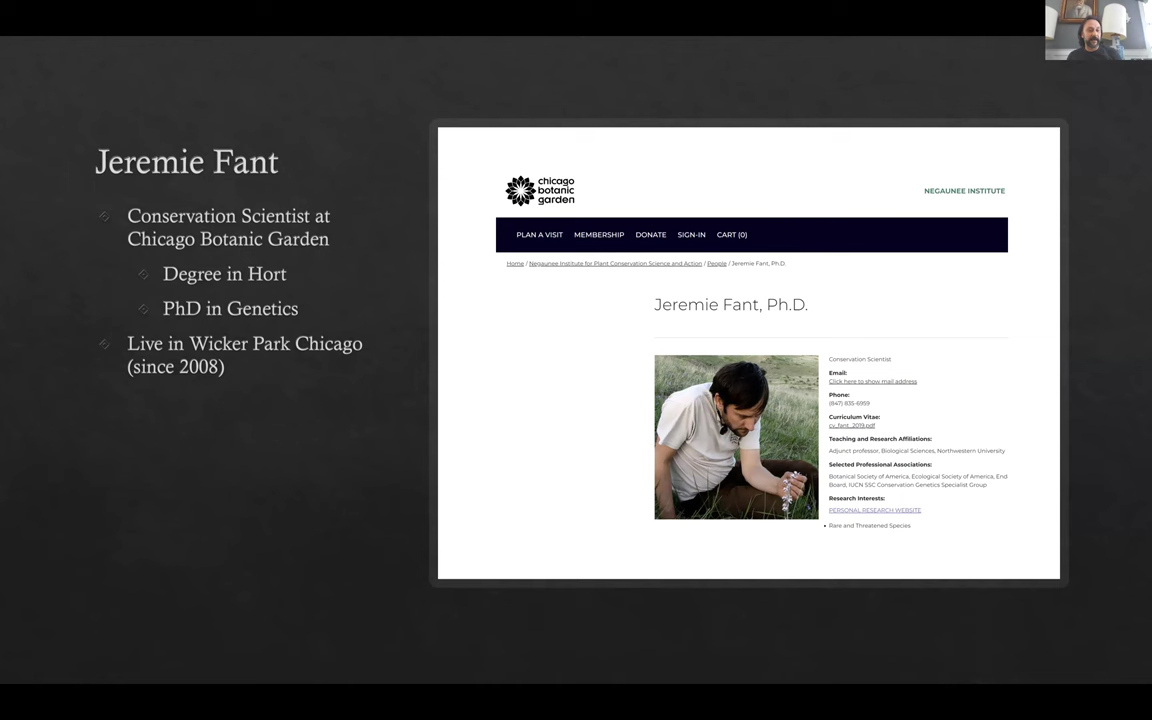 Jeremie Fant
Conservation Scientist at
Chicago Botanic Garden
Degree in Hort
PhD in Genetics
Live in Wicker Park Chicago
(since 2008)
chicago
botanic
garden
NEGAUNEE INSTITUTE
PLAN A VISIT MEMBERSHIP DONATE SIGN-IN CART (0)
Home / Negaunee Institute for Plant Conservation Science and Action / People / Jeremie Fant, Ph.D.
Jeremie Fant, Ph.D.
Conservation Scientist
Email:
Click here to show mail address
Phone:
(847) 835-6959
Curriculum Vitae:
cv_fant_2019.pdf
Teaching and Research Affiliations:
Adjunct professor, Biological Sciences, Northwestern University
Selected Professional Associations:
Botanical Society of America, Ecological Society of America, End
Board, IUCN SSC Conservation Genetics Specialist Group
Research Interests:
PERSONAL RESEARCH WEBSITE
• Rare and Threatened Species